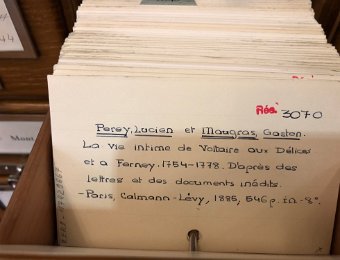 44
Rés. 3070
Perey, Lucien et Maugras, Gaston.
La vie intime de Voltaire aux Délices
et a Ferney. 1754-1778. D'après des
lettres et des documents inédits.
-Paris, Calmann-Lévy, 1885, 546 p. in-8°.